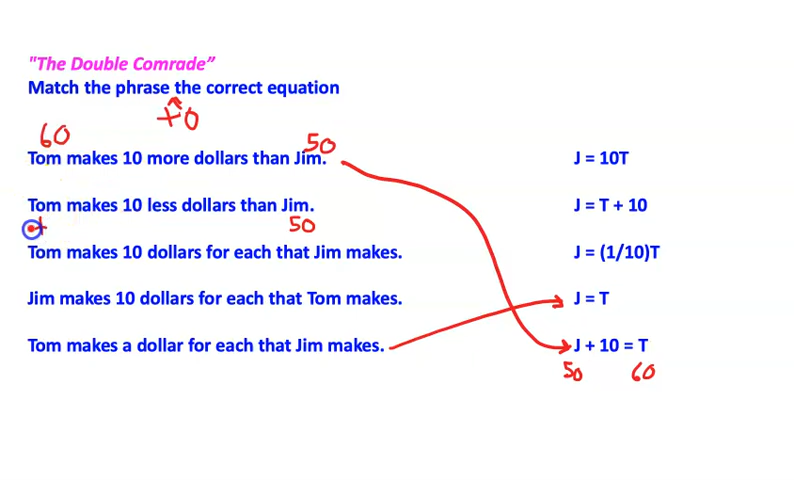 "The Double Comrade”
Match the phrase the correct equation
to
60
50
Tom makes 10 more dollars than Jim.
J = 10T
Tom makes 10 less dollars than Jim.
J = T + 10
50
Tom makes 10 dollars for each that Jim makes.
J = (1/10)T
Jim makes 10 dollars for each that Tom makes.
J = T
Tom makes a dollar for each that Jim makes.
J + 10 = T
50
60